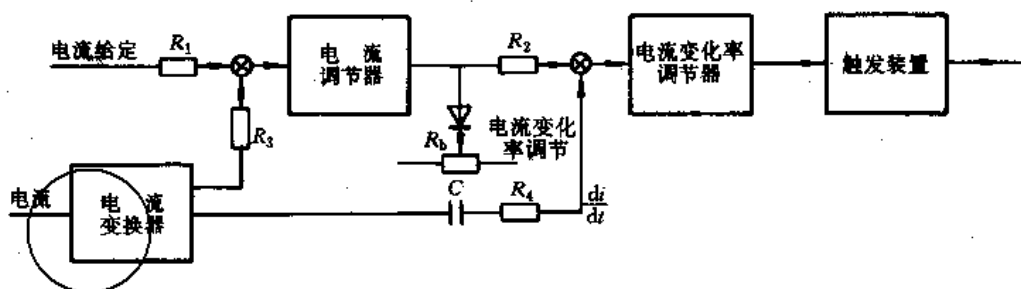 电流给定
R₁
电流
调节器
R₂
电流变化率
调节器
触发装置
R₃
R_b
电流变化
率调节
电流
电流
变换器
C
R₄
di
dt